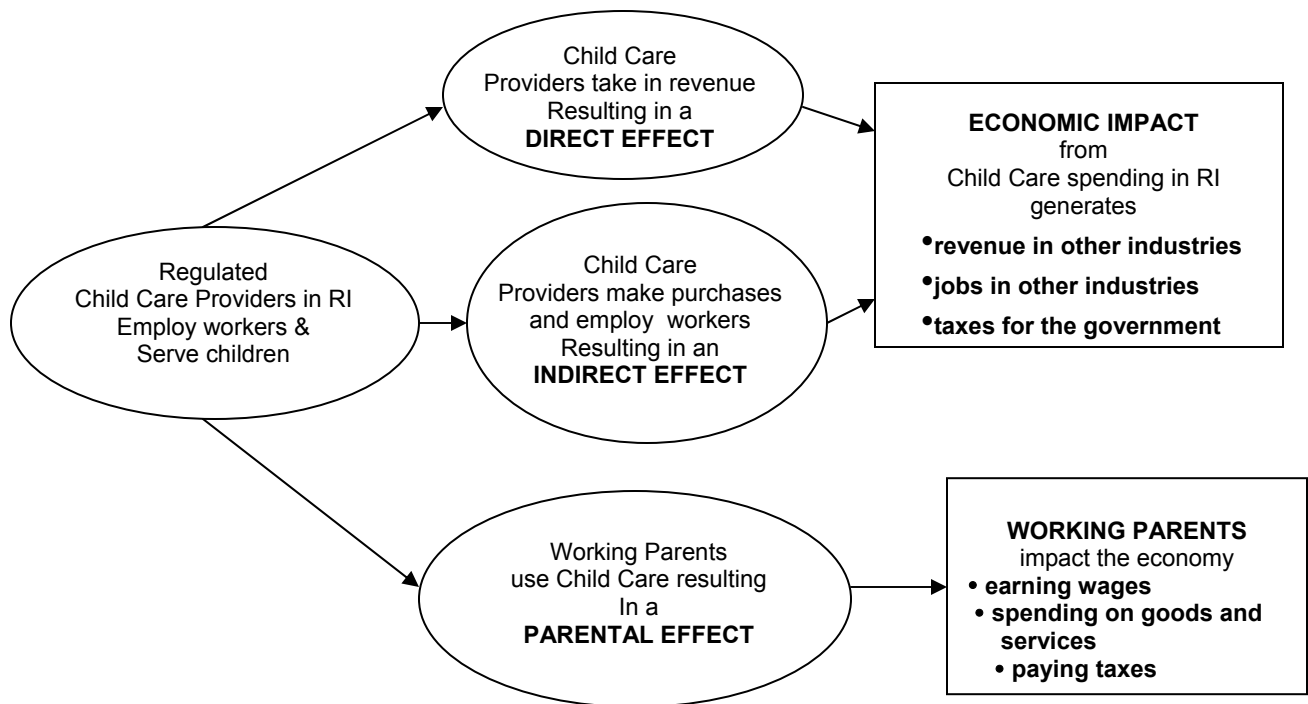 Child Care
Providers take in revenue
Resulting in a
DIRECT EFFECT
ECONOMIC IMPACT
from
Child Care spending in RI
generates
•revenue in other industries
•jobs in other industries
•taxes for the government
Regulated
Child Care Providers in RI
Employ workers &
Serve children
Child Care
Providers make purchases
and employ workers
Resulting in an
INDIRECT EFFECT
Working Parents
use Child Care resulting
In a
PARENTAL EFFECT
WORKING PARENTS
impact the economy
• earning wages
• spending on goods and
services
• paying taxes